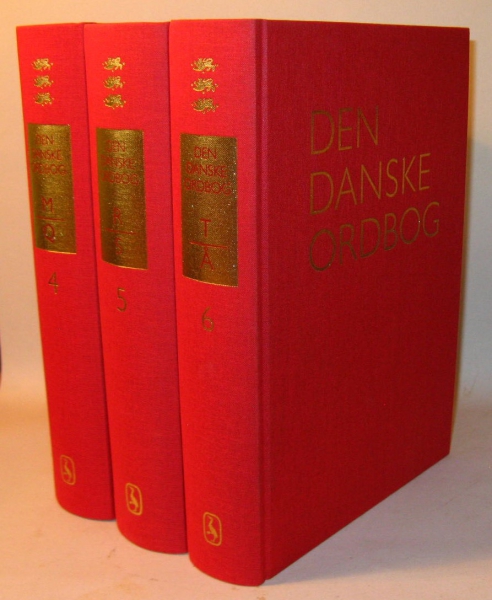 DEN
DANSKE
ORDBOG
M
4
DEN
DANSKE
ORDBOG
R
5
DEN
DANSKE
ORDBOG
T
Å
6
DEN
DANSKE
ORDBOG